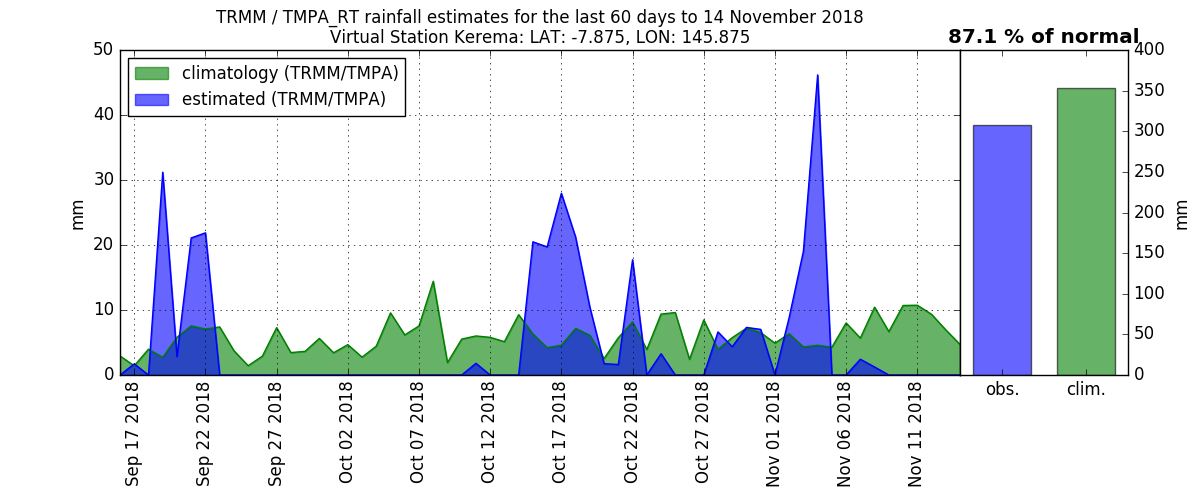 TRMM / TMPA_RT rainfall estimates for the last 60 days to 14 November 2018
Virtual Station Kerema: LAT: -7.875, LON: 145.875
87.1 % of normal
climatology (TRMM/TMPA)
estimated (TRMM/TMPA)
50
40
30
20
10
0
mm
400
350
300
250
200
150
100
50
0
mm
obs.
clim.
Sep 17 2018
Sep 22 2018
Sep 27 2018
Oct 02 2018
Oct 07 2018
Oct 12 2018
Oct 17 2018
Oct 22 2018
Oct 27 2018
Nov 01 2018
Nov 06 2018
Nov 11 2018